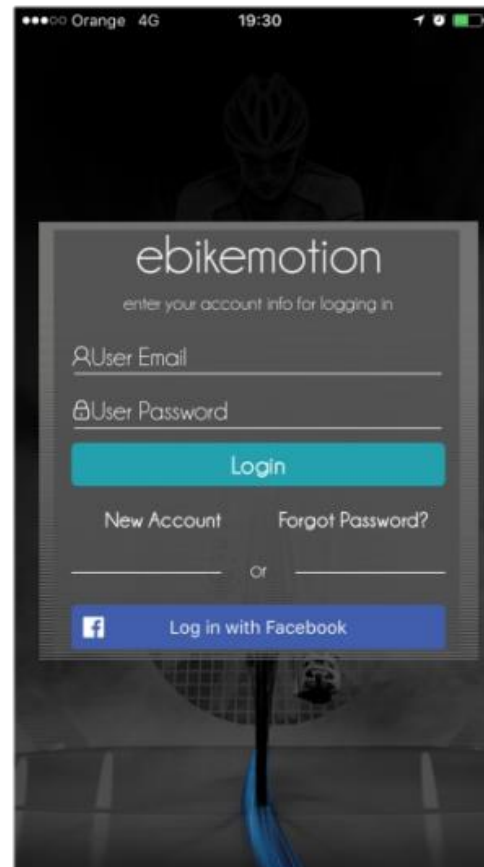 Orange 4G 19:30
ebikemotion
enter your account info for logging in
User Email
User Password
Login
New Account Forgot Password?
or
Log in with Facebook